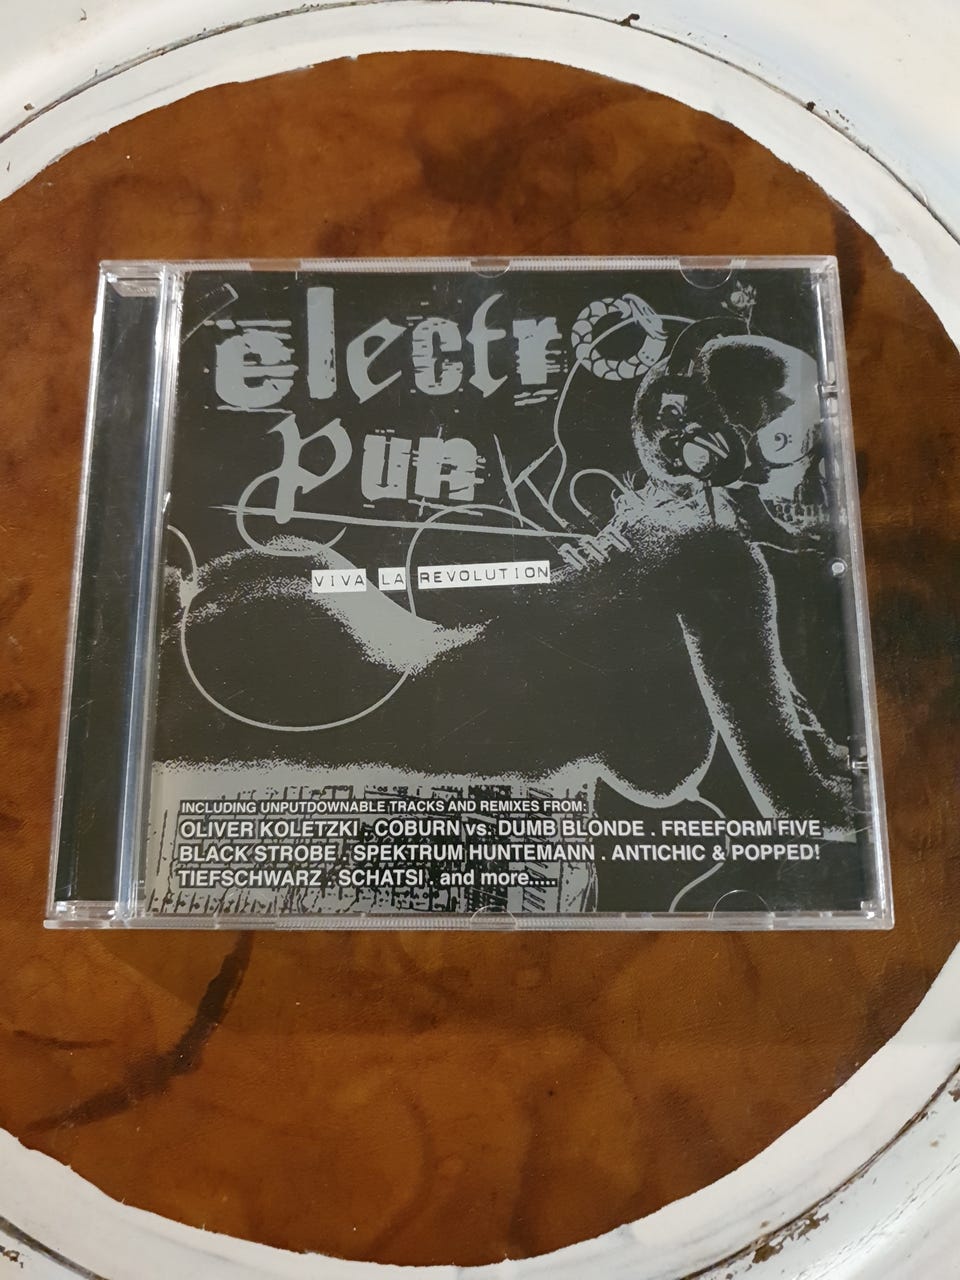 electro
punk
VIVA LA REVOLUTION
INCLUDING UNPUTDOWNABLE TRACKS AND REMIXES FROM:
OLIVER KOLETZKI . COBURN vs. DUMB BLONDE . FREEFORM FIVE
BLACK STROBE . SPEKTRUM HUNTEMANN . ANTICHIC & POPPED!
TIEFSCHWARZ . SCHATSI . and more.....